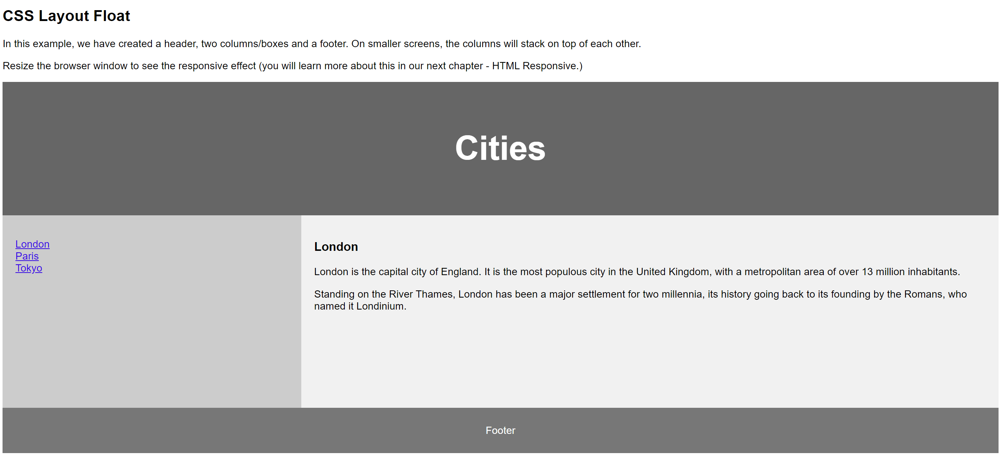 CSS Layout Float
In this example, we have created a header, two columns/boxes and a footer. On smaller screens, the columns will stack on top of each other.
Resize the browser window to see the responsive effect (you will learn more about this in our next chapter - HTML Responsive.)
Cities
London
Paris
Tokyo
London
London is the capital city of England. It is the most populous city in the United Kingdom, with a metropolitan area of over 13 million inhabitants.
Standing on the River Thames, London has been a major settlement for two millennia, its history going back to its founding by the Romans, who
named it Londinium.
Footer